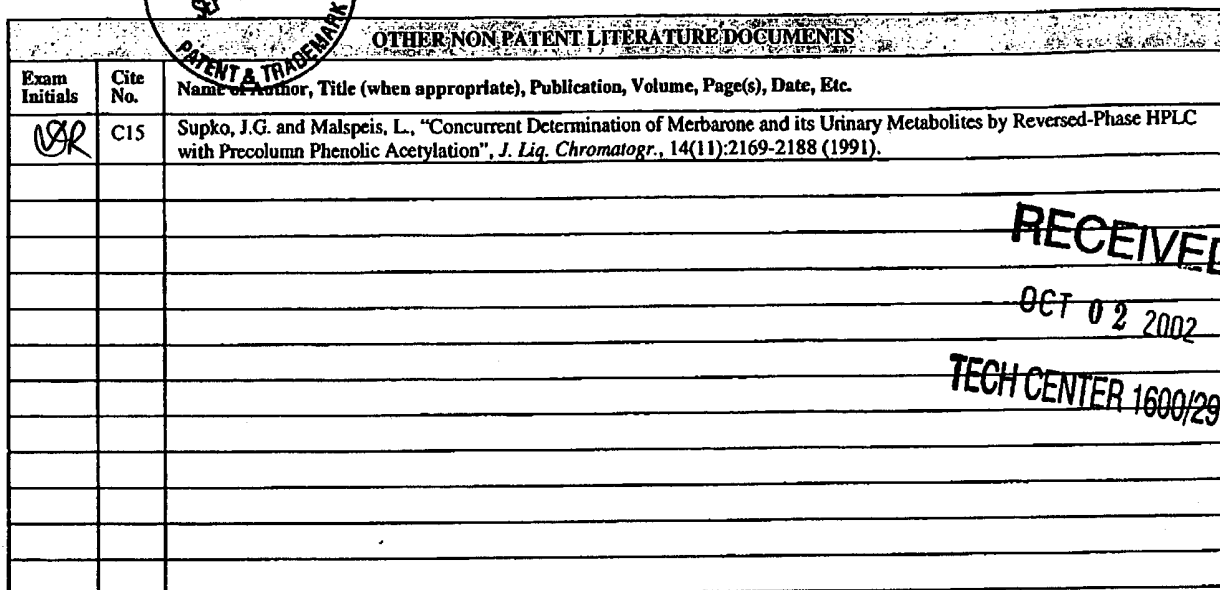 OTHER NON PATENT LITERATURE DOCUMENTS
PATENT & TRADEMARK
Exam Initials
Cite No.
Name of Author, Title (when appropriate), Publication, Volume, Page(s), Date, Etc.
C15
Supko, J.G. and Malspeis, L., "Concurrent Determination of Merbarone and its Urinary Metabolites by Reversed-Phase HPLC
with Precolumn Phenolic Acetylation", J. Liq. Chromatogr., 14(11):2169-2188 (1991).
RECEIVED
OCT 02 2002
TECH CENTER 1600/29